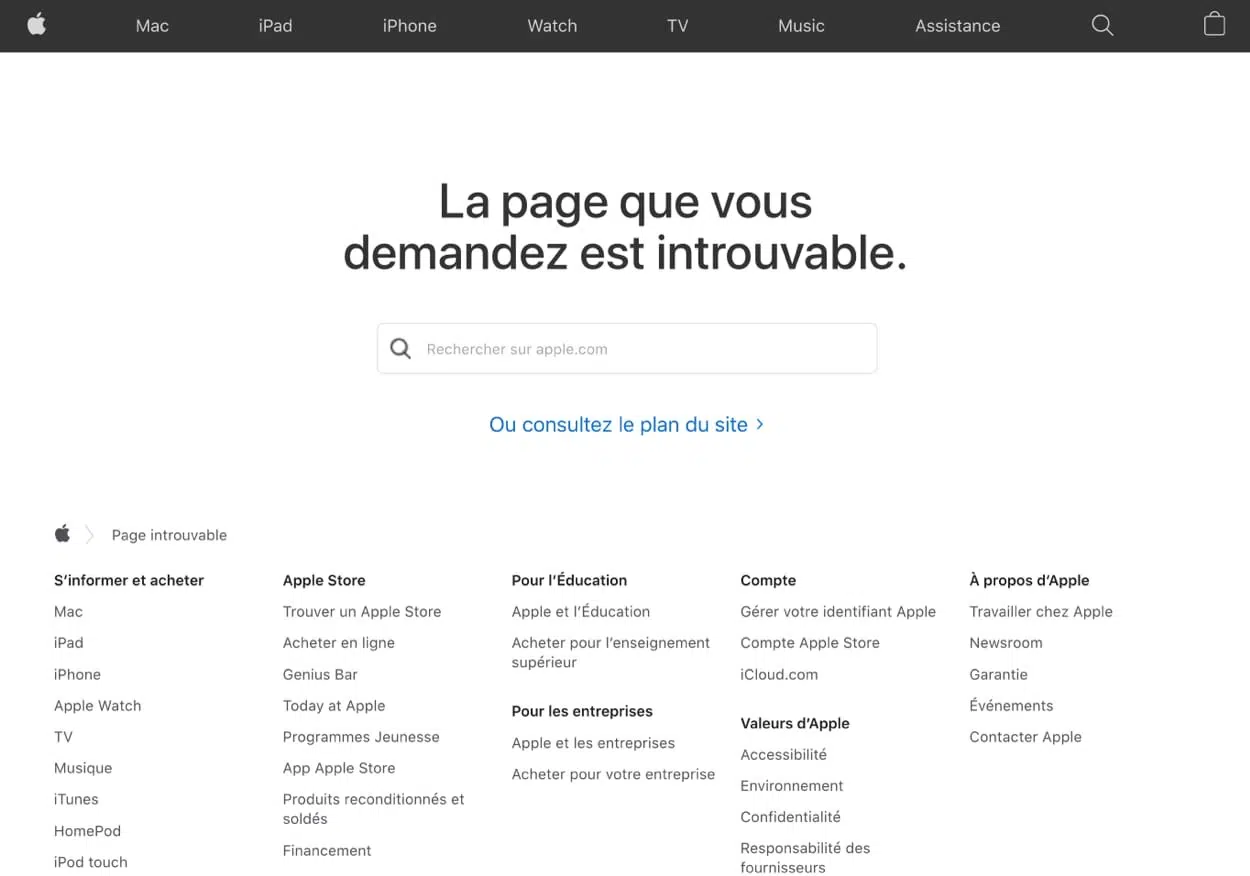 Mac iPad iPhone Watch TV Music Assistance
La page que vous
demandez est introuvable.
Rechercher sur apple.com
Ou consultez le plan du site >
Page introuvable
S'informer et acheter
Mac
iPad
iPhone
Apple Watch
TV
Musique
iTunes
HomePod
iPod touch
Apple Store
Trouver un Apple Store
Acheter en ligne
Genius Bar
Today at Apple
Programmes Jeunesse
App Apple Store
Produits reconditionnés et
soldés
Financement
Pour l'Éducation
Apple et l'Éducation
Acheter pour l'enseignement
supérieur
Pour les entreprises
Apple et les entreprises
Acheter pour votre entreprise
Compte
Gérer votre identifiant Apple
Compte Apple Store
iCloud.com
Valeurs d'Apple
Accessibilité
Environnement
Confidentialité
Responsabilité des
fournisseurs
À propos d'Apple
Travailler chez Apple
Newsroom
Garantie
Événements
Contacter Apple